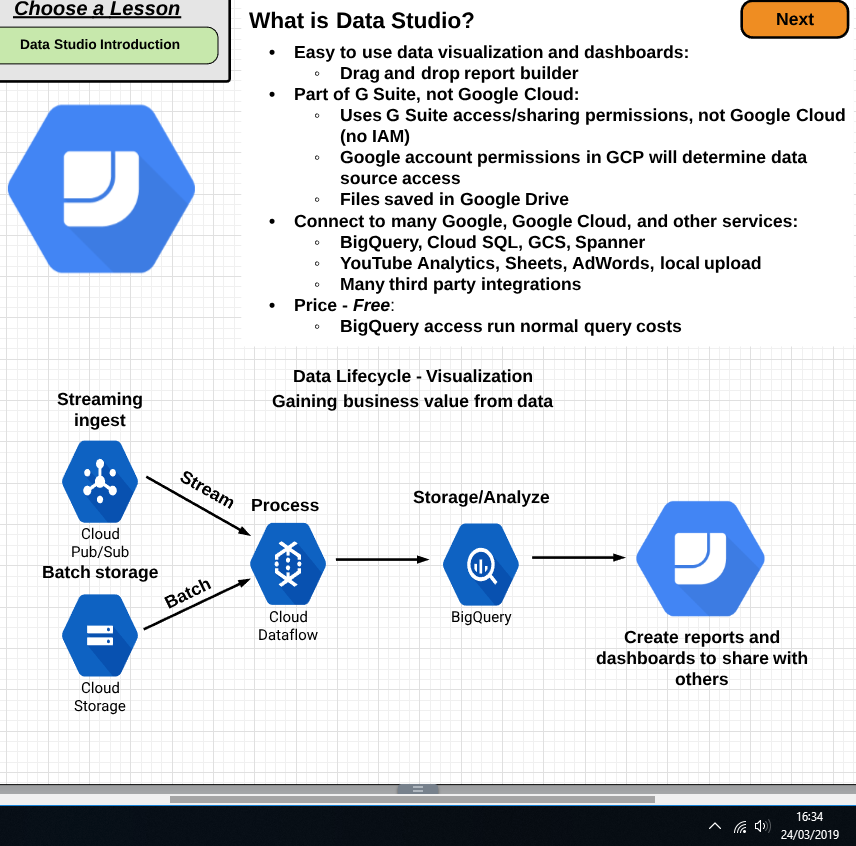 Choose a Lesson
Data Studio Introduction
What is Data Studio?
Next
• Easy to use data visualization and dashboards:
◦ Drag and drop report builder
• Part of G Suite, not Google Cloud:
◦ Uses G Suite access/sharing permissions, not Google Cloud
(no IAM)
◦ Google account permissions in GCP will determine data
source access
◦ Files saved in Google Drive
• Connect to many Google, Google Cloud, and other services:
◦ BigQuery, Cloud SQL, GCS, Spanner
◦ YouTube Analytics, Sheets, AdWords, local upload
◦ Many third party integrations
• Price - Free:
◦ BigQuery access run normal query costs
Data Lifecycle - Visualization
Gaining business value from data
Streaming
ingest
Cloud
Pub/Sub
Stream
Batch storage
Cloud
Storage
Batch
Process
Cloud
Dataflow
Storage/Analyze
BigQuery
Create reports and
dashboards to share with
others
16:34
24/03/2019